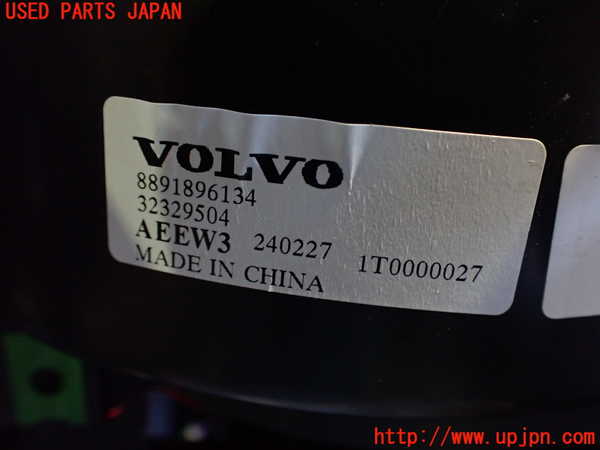 USED PARTS JAPAN
VOLVO
8891896134
32329504
AEEW3 240227 1T0000027
MADE IN CHINA
http://www.upjpn.com